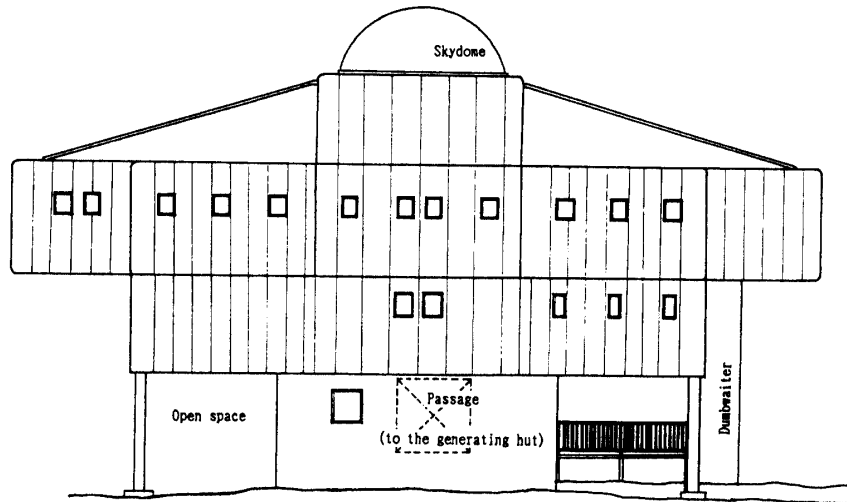 Skydome
Open space
Passage
(to the generating hut)
Dumbwaiter